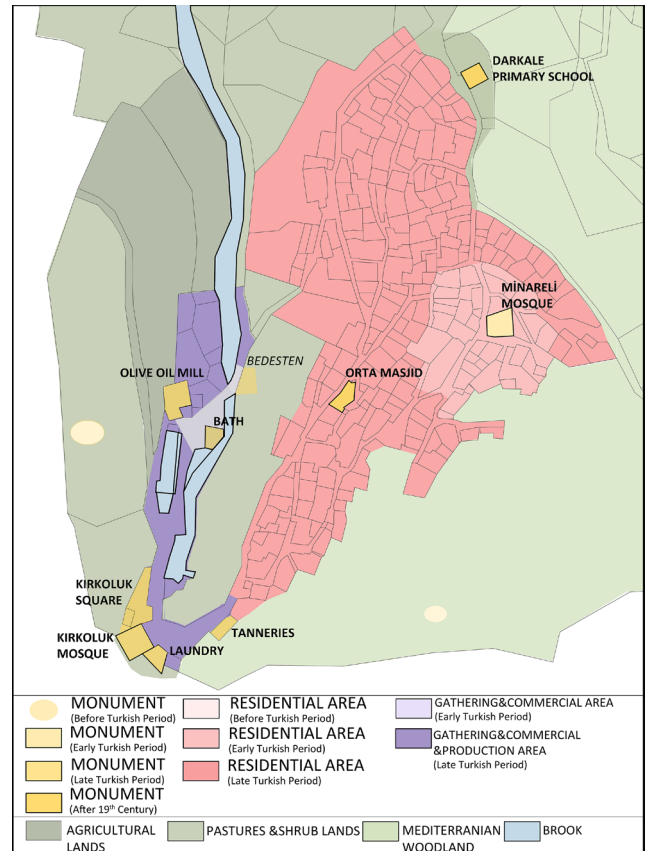 DARKALE
PRIMARY SCHOOL
MİNARELİ
MOSQUE
BEDESTEN
OLIVE OIL MILL
ORTA MASJID
BATH
KIRKOLUK
SQUARE
KIRKOLUK
MOSQUE
LAUNDRY
TANNERIES
MONUMENT
(Before Turkish Period)
MONUMENT
(Early Turkish Period)
MONUMENT
(Late Turkish Period)
MONUMENT
(After 19th Century)
RESIDENTIAL AREA
(Before Turkish Period)
RESIDENTIAL AREA
(Early Turkish Period)
RESIDENTIAL AREA
(Late Turkish Period)
GATHERING&COMMERCIAL AREA
(Early Turkish Period)
GATHERING&COMMERCIAL
&PRODUCTION AREA
(Late Turkish Period)
AGRICULTURAL
LANDS
PASTURES &SHRUB LANDS
MEDITERRANIAN
WOODLAND
BROOK